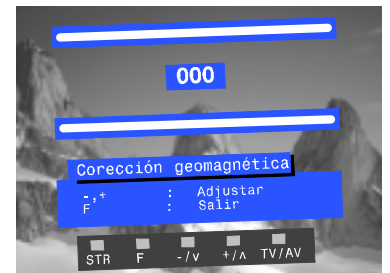 000
Corección geomagnética
-,+ : Adjustar
F : Salir
STR F -/v +/ʌ TV/AV